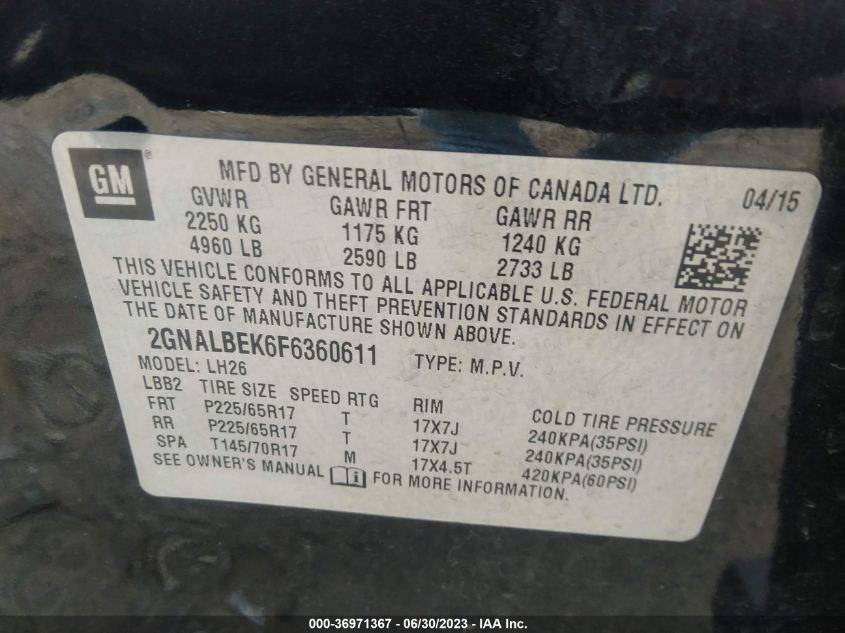 GM ®
MFD BY GENERAL MOTORS OF CANADA LTD. 04/15
GVWR GAWR FRT GAWR RR
2250 KG 1175 KG 1240 KG
4960 LB 2590 LB 2733 LB
THIS VEHICLE CONFORMS TO ALL APPLICABLE U.S. FEDERAL MOTOR
VEHICLE SAFETY AND THEFT PREVENTION STANDARDS IN EFFECT ON
THE DATE OF MANUFACTURE SHOWN ABOVE.
2GNALBEK6F6360611 TYPE: M.P.V.
MODEL: LH26
LBB2 TIRE SIZE SPEED RTG RIM COLD TIRE PRESSURE
FRT P225/65R17 T 17X7J 240KPA(35PSI)
RR P225/65R17 T 17X7J 240KPA(35PSI)
SPA T145/70R17 M 17X4.5T 420KPA(60PSI)
SEE OWNER'S MANUAL FOR MORE INFORMATION.
000-36971367 - 06/30/2023 - IAA Inc.